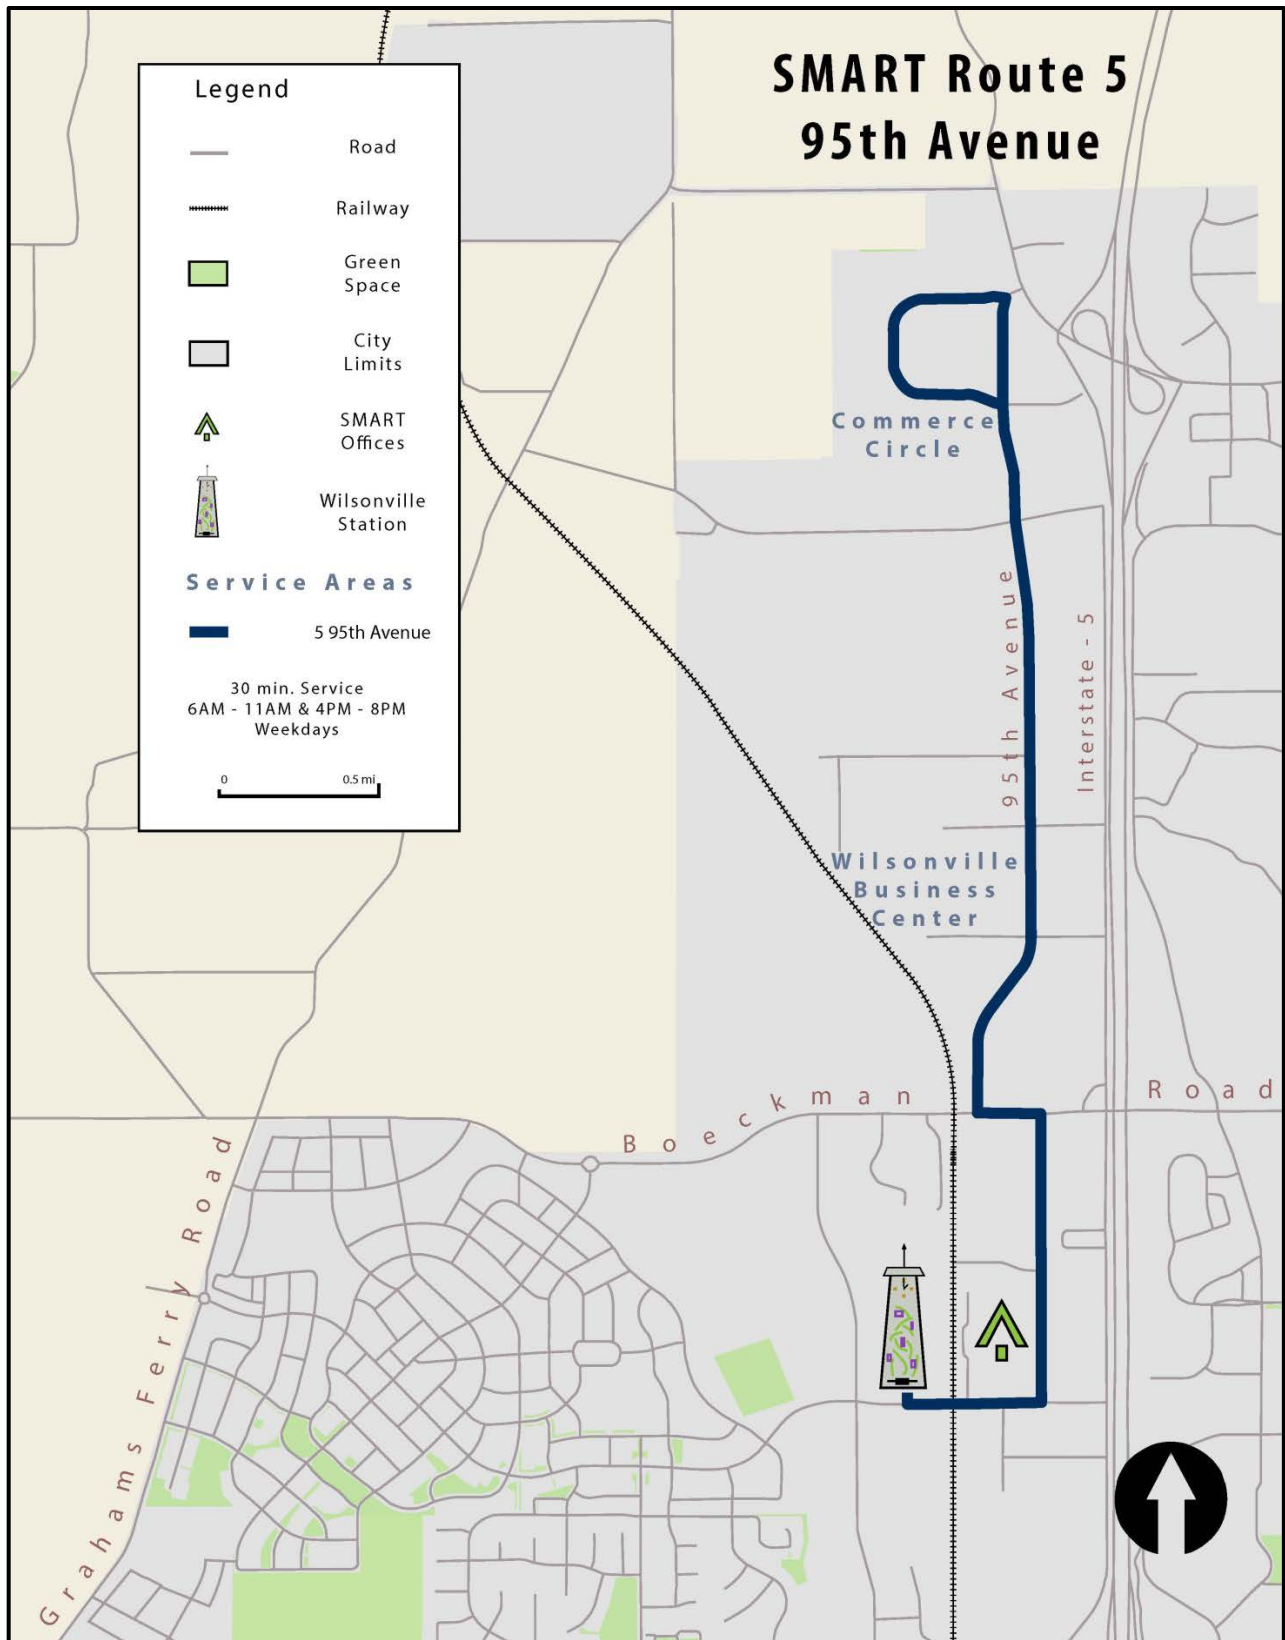 SMART Route 5
95th Avenue
Legend
Road
Railway
Green
Space
City
Limits
SMART
Offices
Wilsonville
Station
Service Areas
5 95th Avenue
30 min. Service
6AM - 11AM & 4PM - 8PM
Weekdays
0 0.5 mi
Commerce
Circle
95th Avenue
Interstate - 5
Wilsonville
Business
Center
Boeckman Road
Grahams Ferry Road